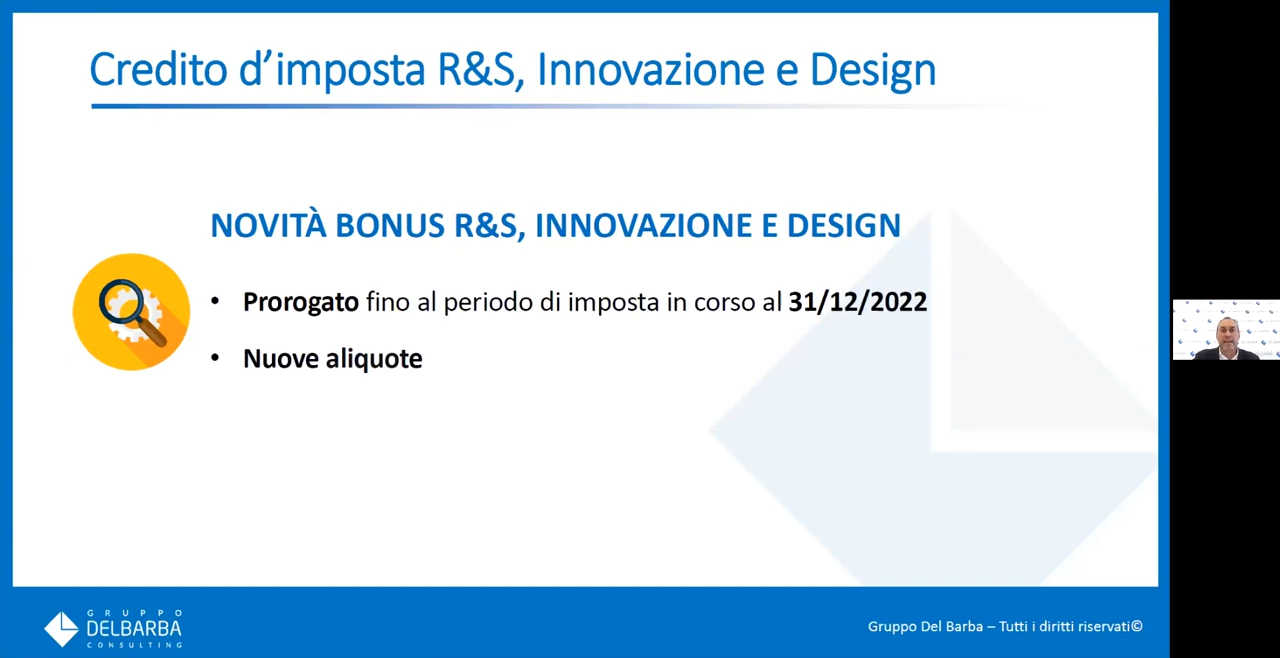 Credito d’imposta R&S, Innovazione e Design
NOVITÀ BONUS R&S, INNOVAZIONE E DESIGN
• Prorogato fino al periodo di imposta in corso al 31/12/2022
• Nuove aliquote
GRUPPO
DELBARBA
CONSULTING
Gruppo Del Barba – Tutti i diritti riservati©